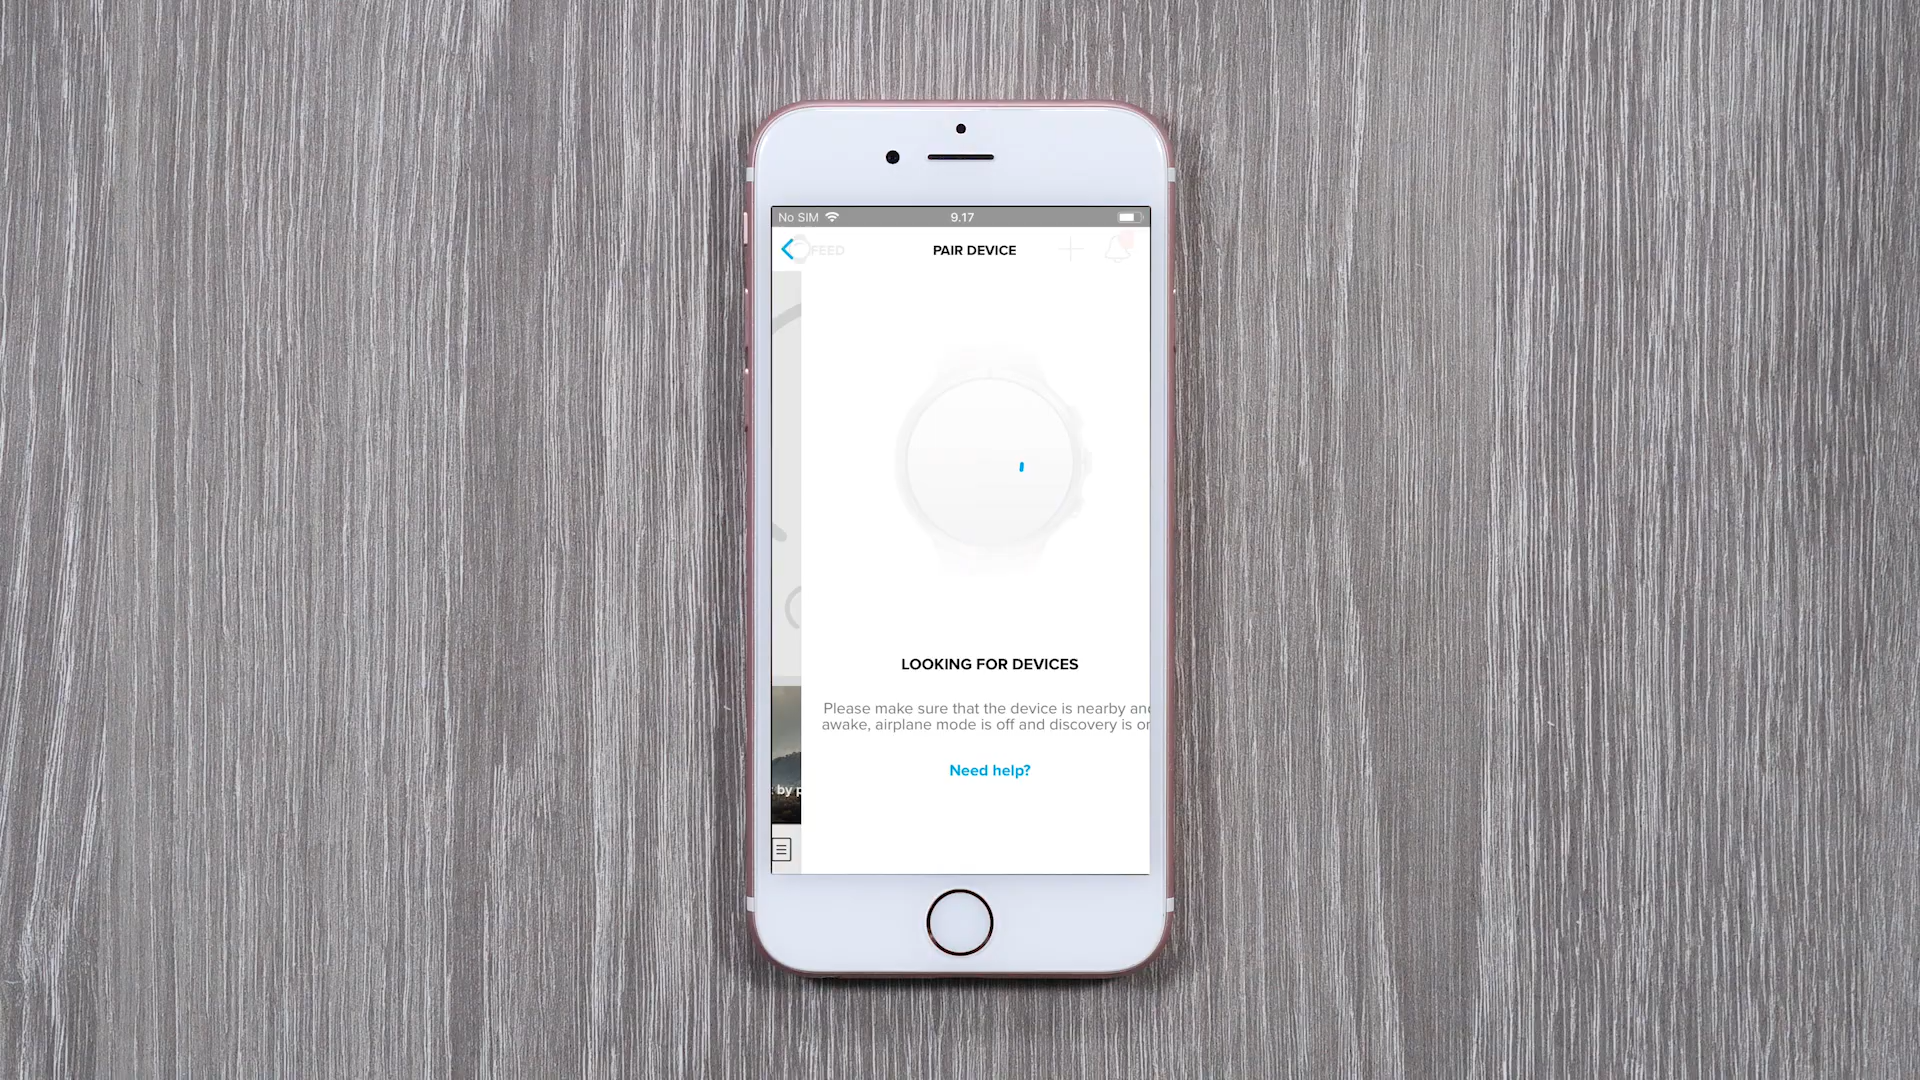 No SIM 9.17
FEED PAIR DEVICE
LOOKING FOR DEVICES
Please make sure that the device is nearby and
awake, airplane mode is off and discovery is on
Need help?
by p